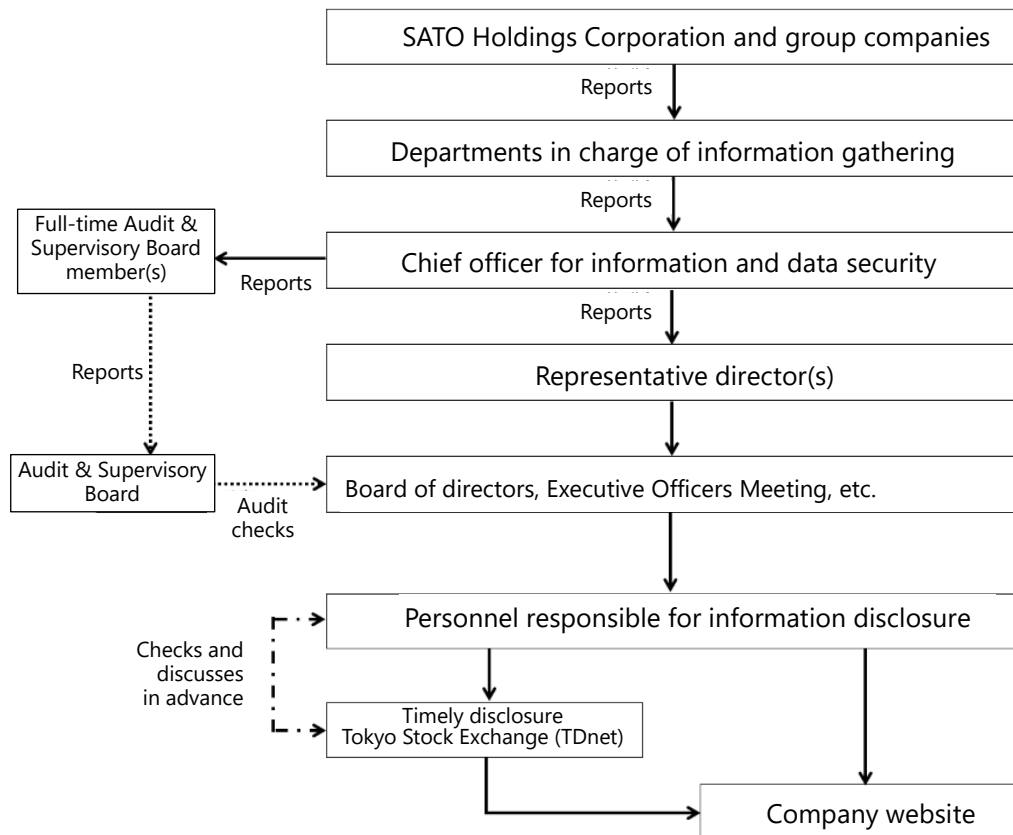 SATO Holdings Corporation and group companies
Reports
Departments in charge of information gathering
Reports
Full-time Audit &
Supervisory Board
member(s)
Chief officer for information and data security
Reports
Reports
Representative director(s)
Reports
Audit & Supervisory
Board
Board of directors, Executive Officers Meeting, etc.
Audit
checks
Personnel responsible for information disclosure
Checks and
discusses
in advance
Timely disclosure
Tokyo Stock Exchange (TDnet)
Company website